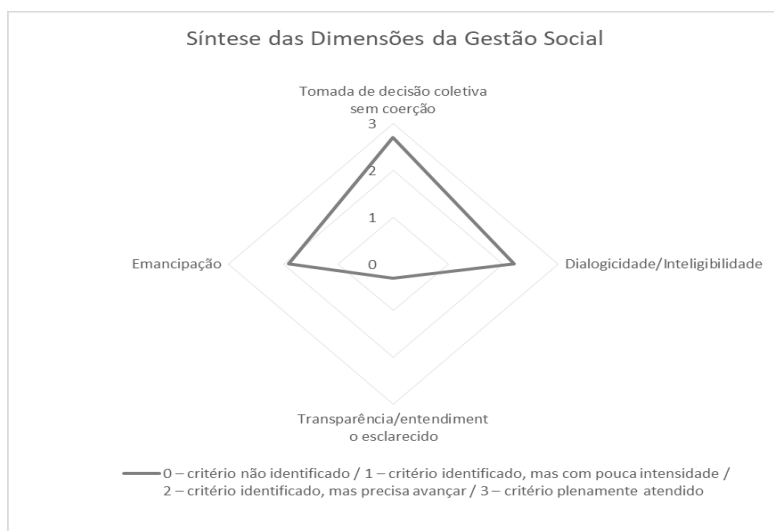 Síntese das Dimensões da Gestão Social
Tomada de decisão coletiva
sem coerção
3
2
1
0
Emancipação
Dialogicidade/Inteligibilidade
Transparência/entendiment
o esclarecido
0 – critério não identificado / 1 – critério identificado, mas com pouca intensidade /
2 – critério identificado, mas precisa avançar / 3 – critério plenamente atendido